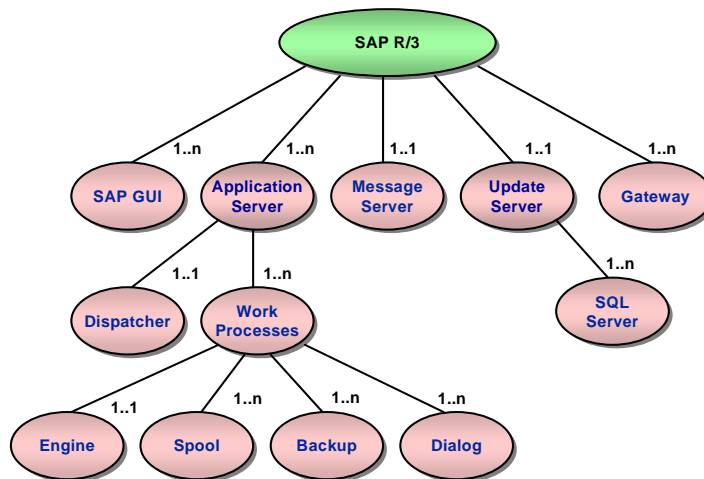 SAP R/3
1..n
1..n
1..1
1..1
1..n
SAP GUI
Application
Server
Message
Server
Update
Server
Gateway
1..1
1..n
1..n
Dispatcher
Work
Processes
SQL
Server
1..1
1..n
1..n
1..n
Engine
Spool
Backup
Dialog